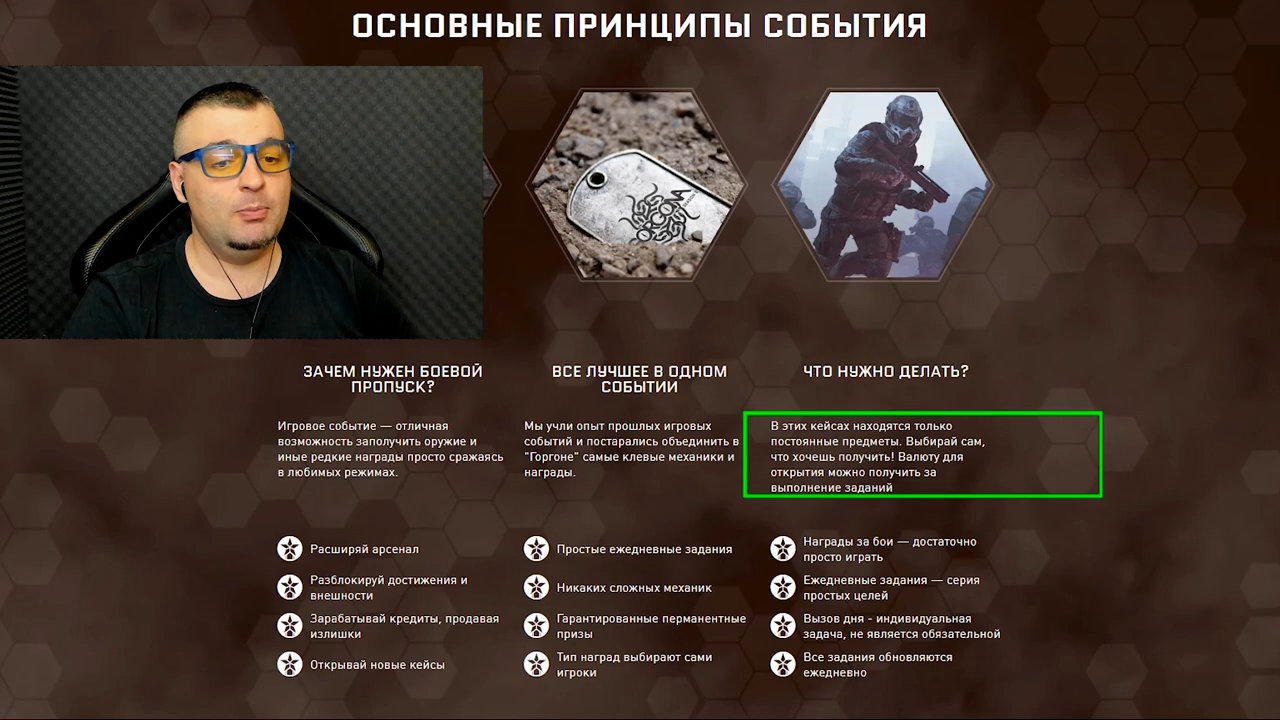 ОСНОВНЫЕ ПРИНЦИПЫ СОБЫТИЯ
ЗАЧЕМ НУЖЕН БОЕВОЙ
ПРОПУСК?
Игровое событие — отличная
возможность заполучить оружие и
иные редкие награды просто сражаясь
в любимых режимах.
Расширяй арсенал
Разблокируй достижения и
внешности
Зарабатывай кредиты, продавая
излишки
Открывай новые кейсы
ВСЕ ЛУЧШЕЕ В ОДНОМ
СОБЫТИИ
Мы учли опыт прошлых игровых
событий и постарались объединить в
"Горгоне" самые клевые механики и
награды.
Простые ежедневные задания
Никаких сложных механик
Гарантированные перманентные
призы
Тип наград выбирают сами
игроки
ЧТО НУЖНО ДЕЛАТЬ?
В этих кейсах находятся только
постоянные предметы. Выбирай сам,
что хочешь получить! Валюту для
открытия можно получить за
выполнение заданий
Награды за бои — достаточно
просто играть
Ежедневные задания — серия
простых целей
Вызов дня - индивидуальная
задача, не является обязательной
Все задания обновляются
ежедневно